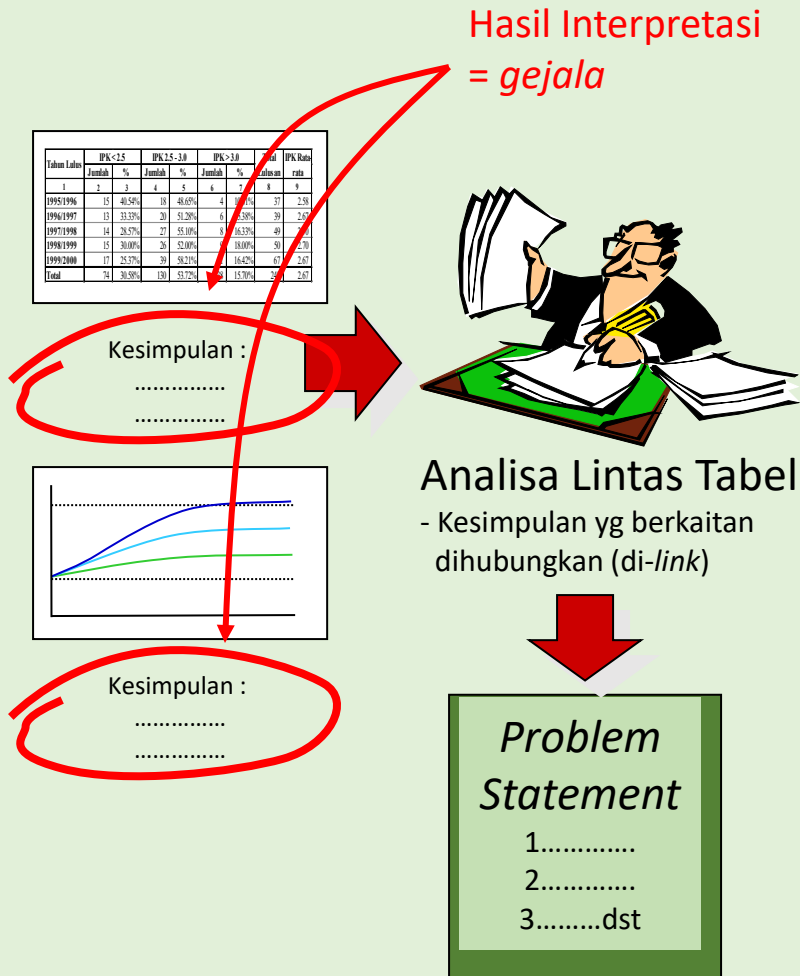 Hasil Interpretasi
= gejala
Tahun Lulus IPK < 2.5 IPK 2.5 - 3.0 IPK > 3.0 IPK Rata-
Jumlah % Jumlah % Jumlah % rata
1 2 3 4 5 6 7 8 9
1995/1996 15 40.54% 18 48.65% 4 37 2.58
1996/1997 13 33.33% 20 51.28% 6 39 2.67
1997/1998 14 28.57% 27 55.10% 8 16.33% 49
1998/1999 15 30.00% 26 52.00% 18.00% 50 2.70
1999/2000 17 25.37% 39 58.21% 16.42% 67 2.67
Total 74 30.58% 130 53.72% 15.70% 2.67
Kesimpulan :
...............
...............
Analisa Lintas Tabel
- Kesimpulan yg berkaitan
dihubungkan (di-link)
Kesimpulan :
...............
...............
Problem
Statement
1.............
2.............
3.........dst